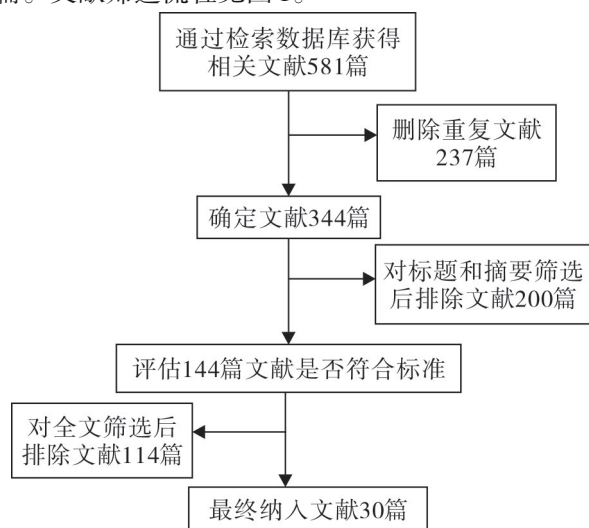 通过检索数据库获得
相关文献581篇
删除重复文献
237篇
确定文献344篇
对标题和摘要筛选
后排除文献200篇
评估144篇文献是否符合标准
对全文筛选后
排除文献114篇
最终纳入文献30篇